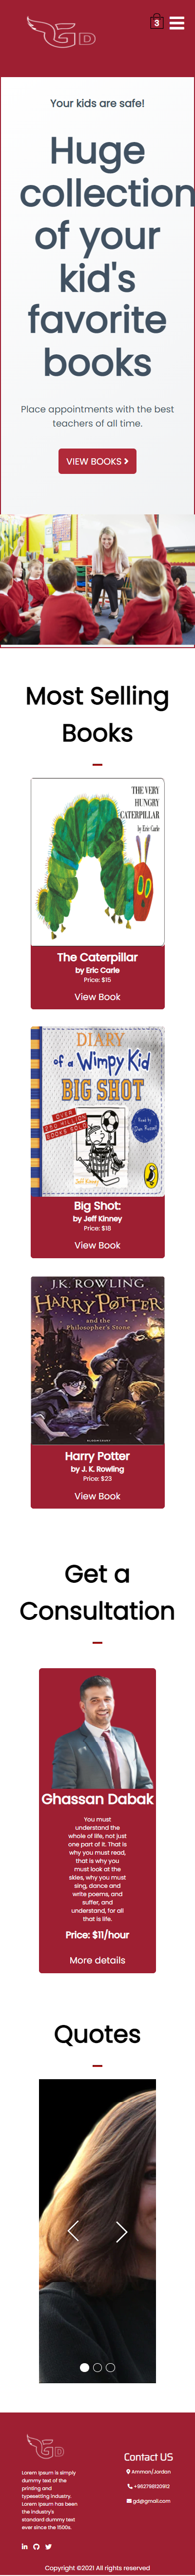 GD
3
Your kids are safe!
Huge
collection
of your
kid's
favorite
books
Place appointments with the best
teachers of all time.
VIEW BOOKS
Most Selling
Books
THE VERY
HUNGRY
CATERPILLAR
by Eric Carle
The Caterpillar
by Eric Carle
Price: $15
View Book
DIARY
of a Wimpy Kid
BIG SHOT
OVER
SOLD
Jeff Kinney
Big Shot:
by Jeff Kinney
Price: $18
View Book
J.K. ROWLING
HARRY POTTER
and the
Philosopher's Stone
BLOOMSBURY
Harry Potter
by J. K. Rowling
Price: $23
View Book
Get a
Consultation
Ghassan Dabak
You must
understand the
whole of life, not just
one part of it. That is
why you must read,
that is why you
must look at the
skies, why you must
sing, dance and
write poems, and
suffer, and
understand, for all
that is life.
Price: $11/hour
More details
Quotes
GD
Lorem Ipsum is simply
dummy text of the
printing and
typesetting industry.
Lorem Ipsum has been
the industry's
standard dummy text
ever since the 1500s.
Contact US
Amman/Jordan
+962798120912
gd@gmail.com
Copyright ©2021 All rights reserved